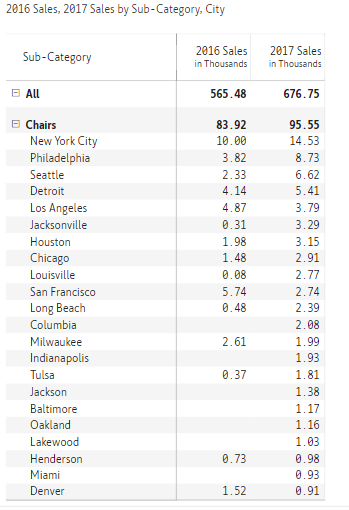 2016 Sales, 2017 Sales by Sub-Category, City
Sub-Category 2016 Sales 2017 Sales
in Thousands in Thousands
All 565.48 676.75
Chairs 83.92 95.55
New York City 10.00 14.53
Philadelphia 3.82 8.73
Seattle 2.33 6.62
Detroit 4.14 5.41
Los Angeles 4.87 3.79
Jacksonville 0.31 3.29
Houston 1.98 3.15
Chicago 1.48 2.91
Louisville 0.08 2.77
San Francisco 5.74 2.74
Long Beach 0.48 2.39
Columbia 2.08
Milwaukee 2.61 1.99
Indianapolis 1.93
Tulsa 0.37 1.81
Jackson 1.38
Baltimore 1.17
Oakland 1.16
Lakewood 1.03
Henderson 0.73 0.98
Miami 0.93
Denver 1.52 0.91